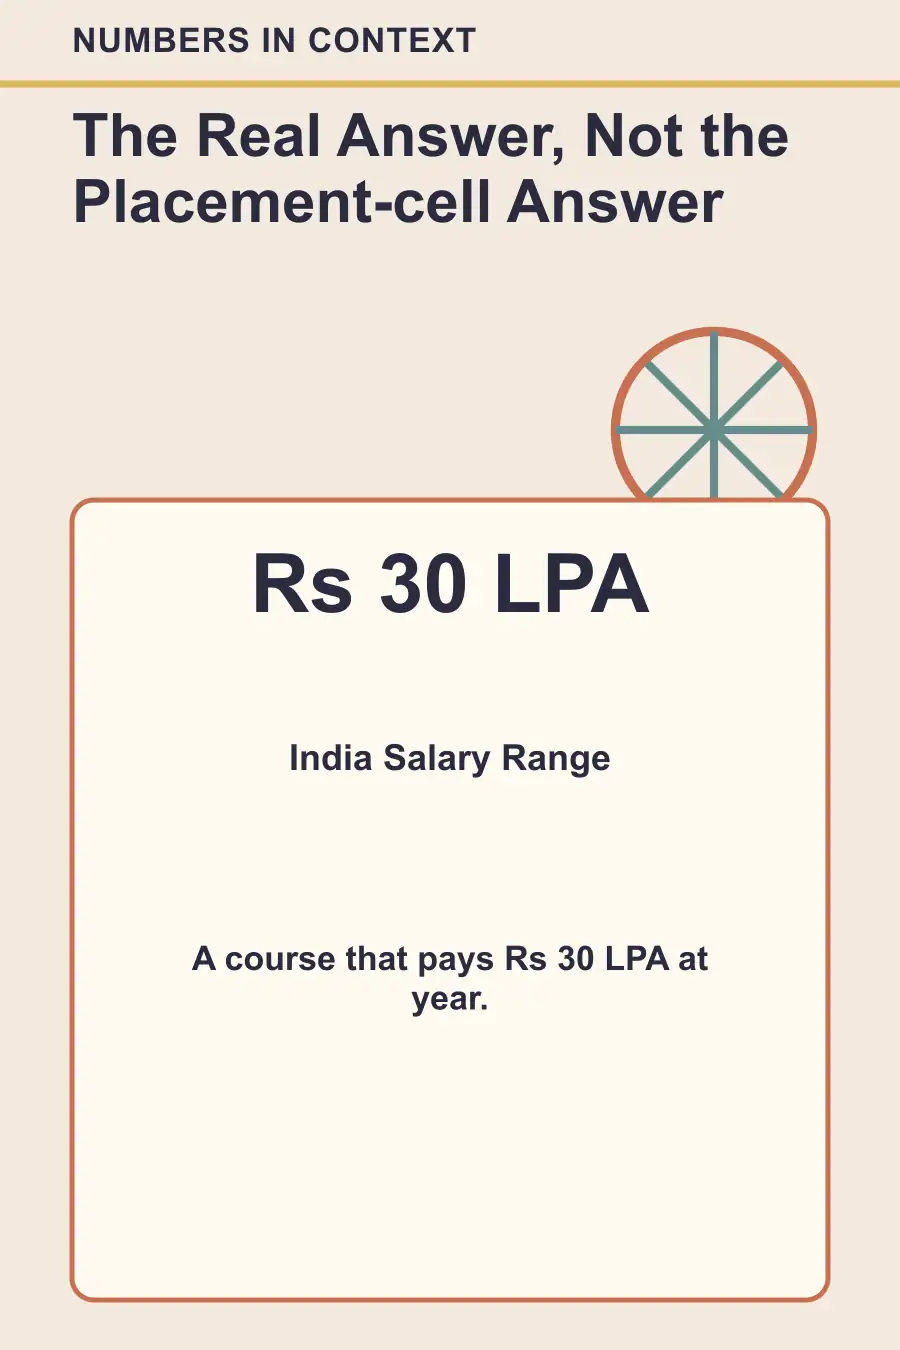 NUMBERS IN CONTEXT
The Real Answer, Not the
Placement-cell Answer
Rs 30 LPA
India Salary Range
A course that pays Rs 30 LPA at
year.